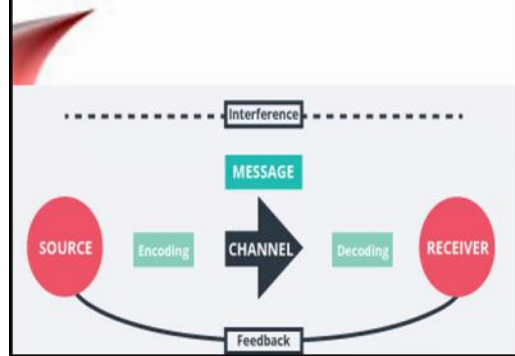 Interference
MESSAGE
SOURCE Encoding CHANNEL Decoding RECEIVER
Feedback